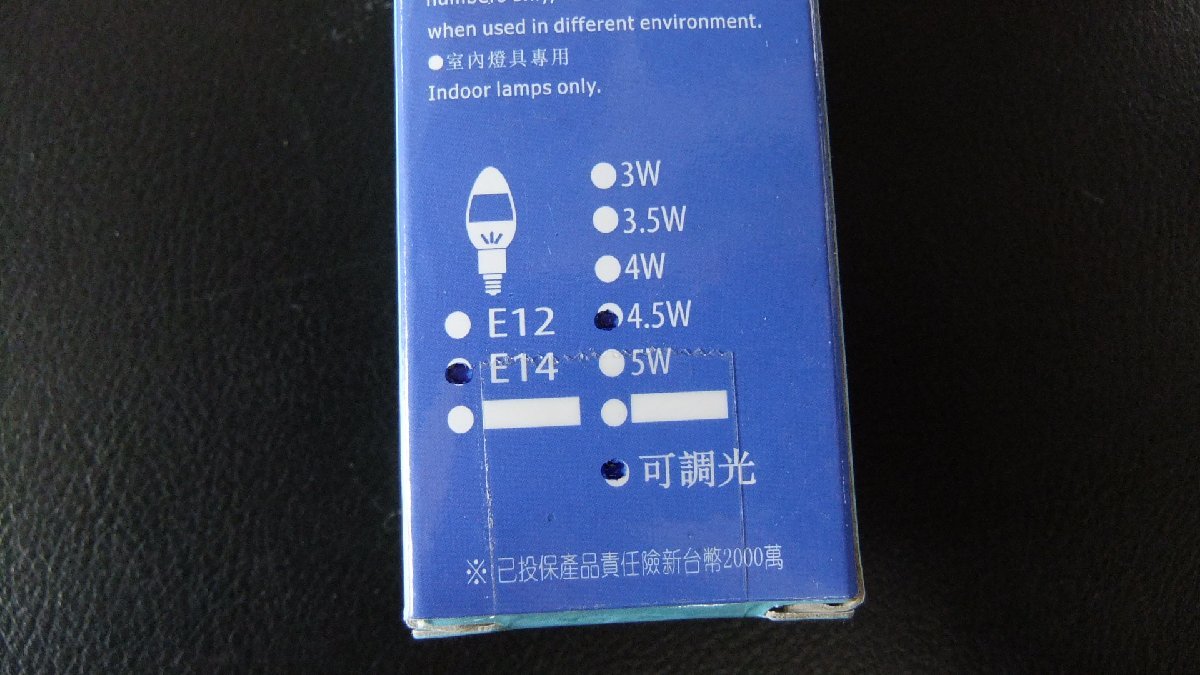 numbers only,
when used in different environment.
●室內燈具專用
Indoor lamps only.
3W
3.5W
4W
E12 4.5W
E14 5W
可調光
※已投保產品責任險新台幣2000萬